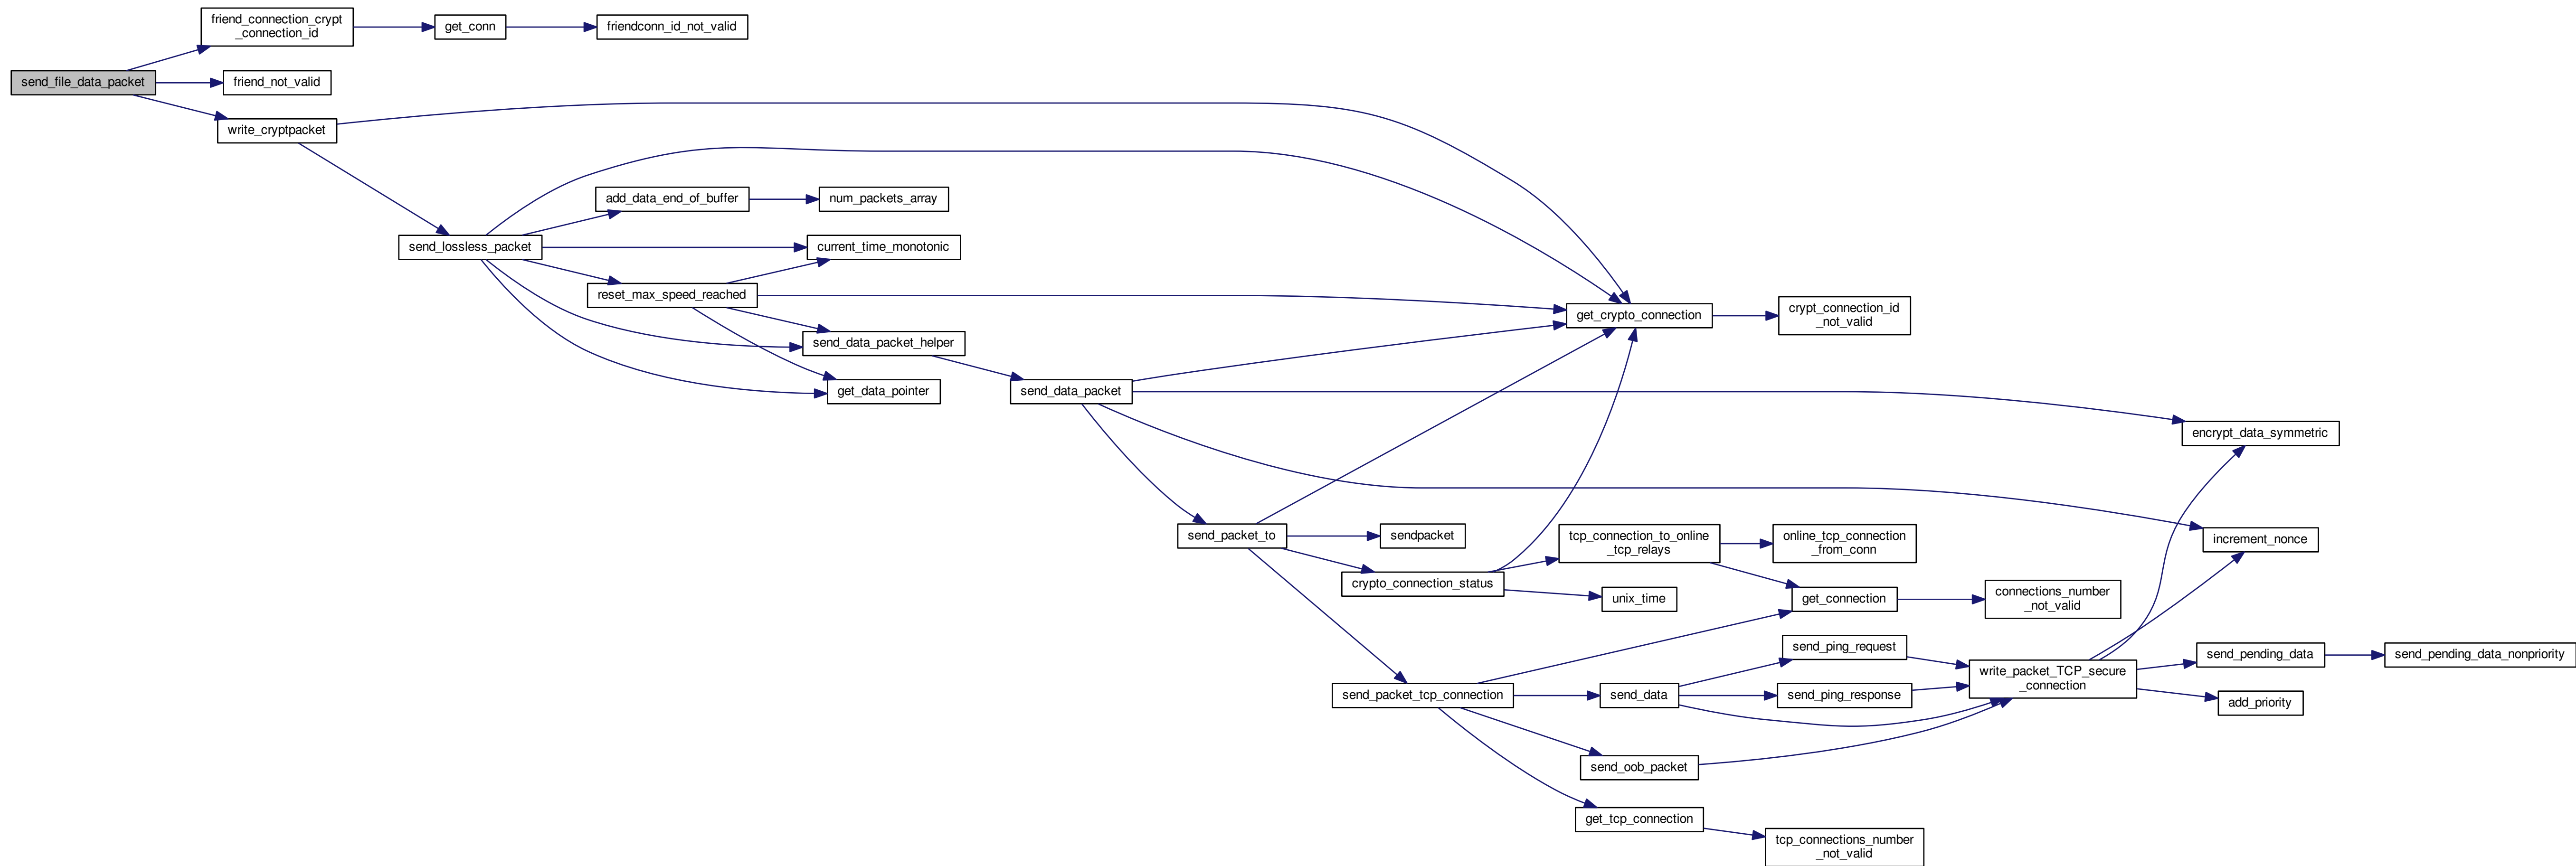 friend_connection_crypt
_connection_id
get_conn
friendconn_id_not_valid
send_file_data_packet
friend_not_valid
write_cryptpacket
add_data_end_of_buffer
num_packets_array
send_lossless_packet
current_time_monotonic
reset_max_speed_reached
get_crypto_connection
crypt_connection_id
_not_valid
send_data_packet_helper
send_data_packet
get_data_pointer
encrypt_data_symmetric
send_packet_to
sendpacket
tcp_connection_to_online
_tcp_relays
online_tcp_connection
_from_conn
increment_nonce
crypto_connection_status
unix_time
get_connection
connections_number
_not_valid
send_ping_request
send_pending_data
send_pending_data_nonpriority
write_packet_TCP_secure
_connection
send_packet_tcp_connection
send_data
send_ping_response
add_priority
send_oob_packet
get_tcp_connection
tcp_connections_number
_not_valid